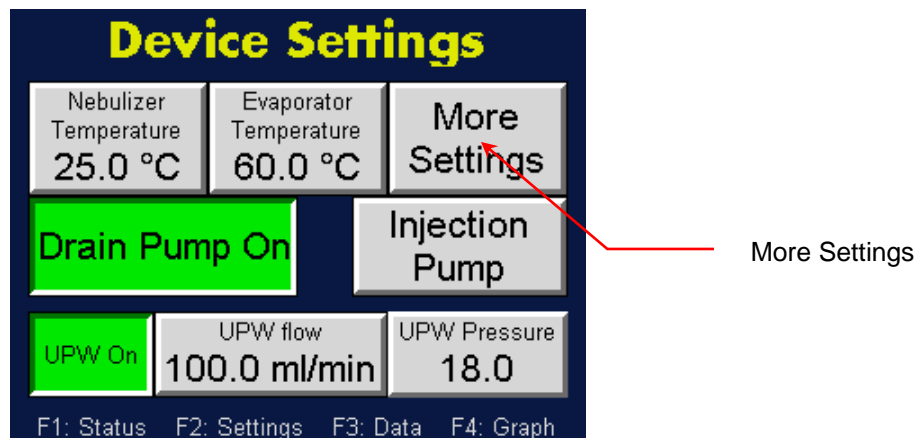 Device Settings
Nebulizer
Temperature
25.0 °C
Evaporator
Temperature
60.0 °C
More
Settings
Drain Pump On
Injection
Pump
More Settings
UPW On
UPW flow
100.0 ml/min
UPW Pressure
18.0
F1: Status F2: Settings F3: Data F4: Graph